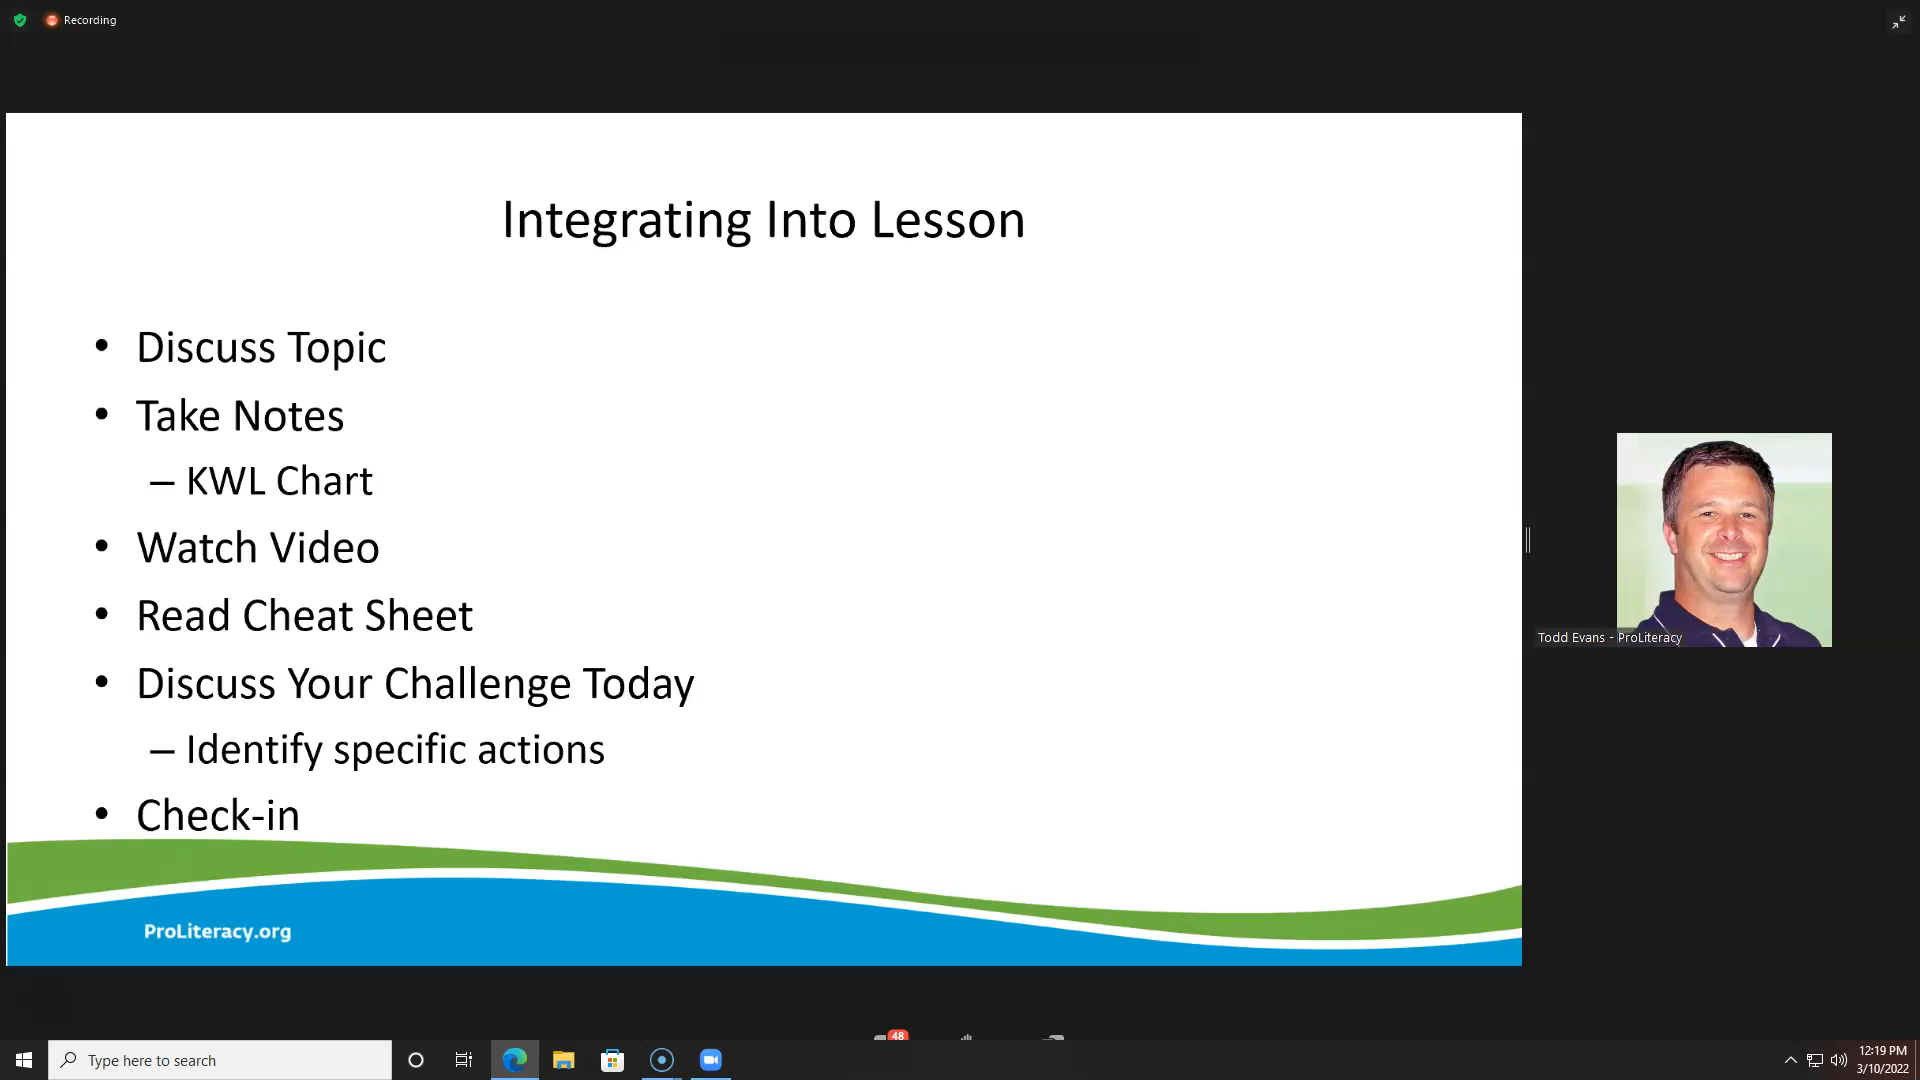 Recording
Integrating Into Lesson
• Discuss Topic
• Take Notes
– KWL Chart
• Watch Video
• Read Cheat Sheet
• Discuss Your Challenge Today
– Identify specific actions
• Check-in
ProLiteracy.org
Todd Evans - ProLiteracy
48
Type here to search
12:19 PM
3/10/2022